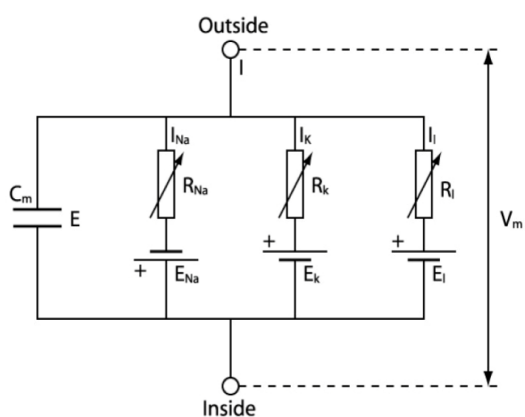 Outside
I
I_Na I_K I_l
C_m E R_Na R_k R_l V_m
+ +
+ E_Na E_k E_l
Inside